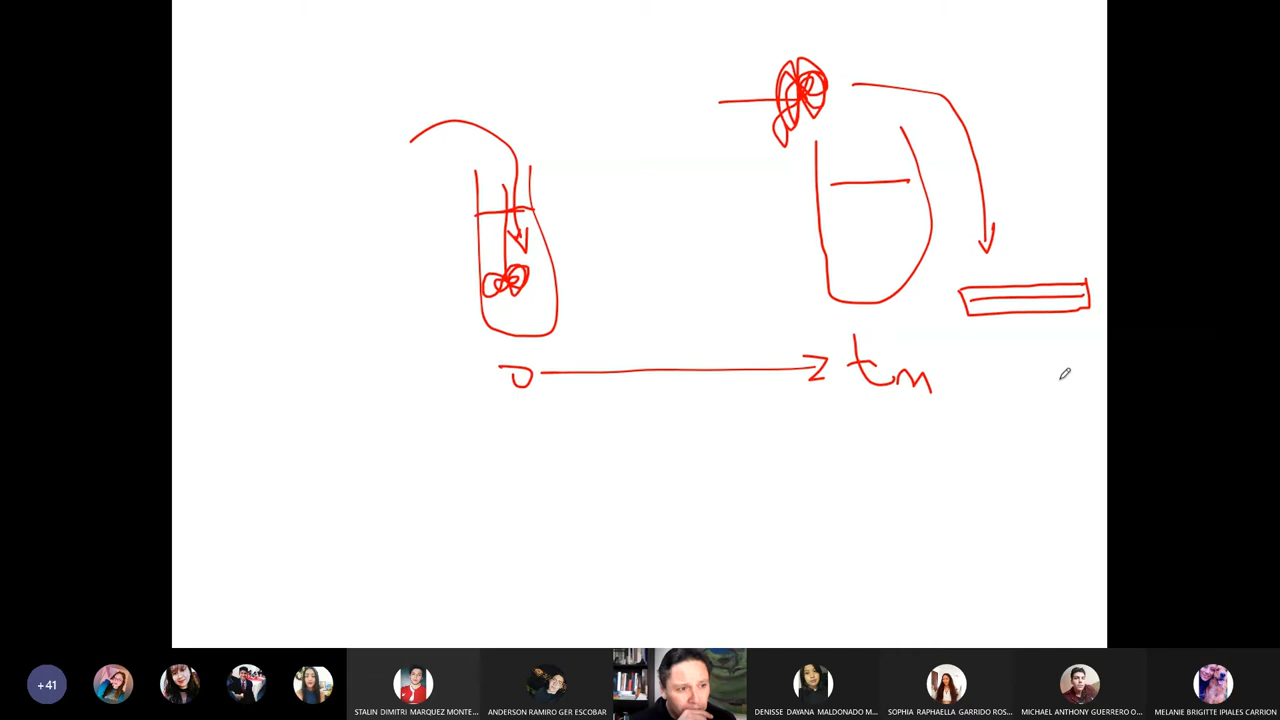 0
tm
+41
STALIN DIMITRI MARQUEZ MONTE...
ANDERSON RAMIRO GER ESCOBAR
DENISSE DAYANA MALDONADO M...
SOPHIA RAPHAELLA GARRIDO ROS...
MICHAEL ANTHONY GUERRERO O...
MELANIE BRIGITTE IPIALES CARRION